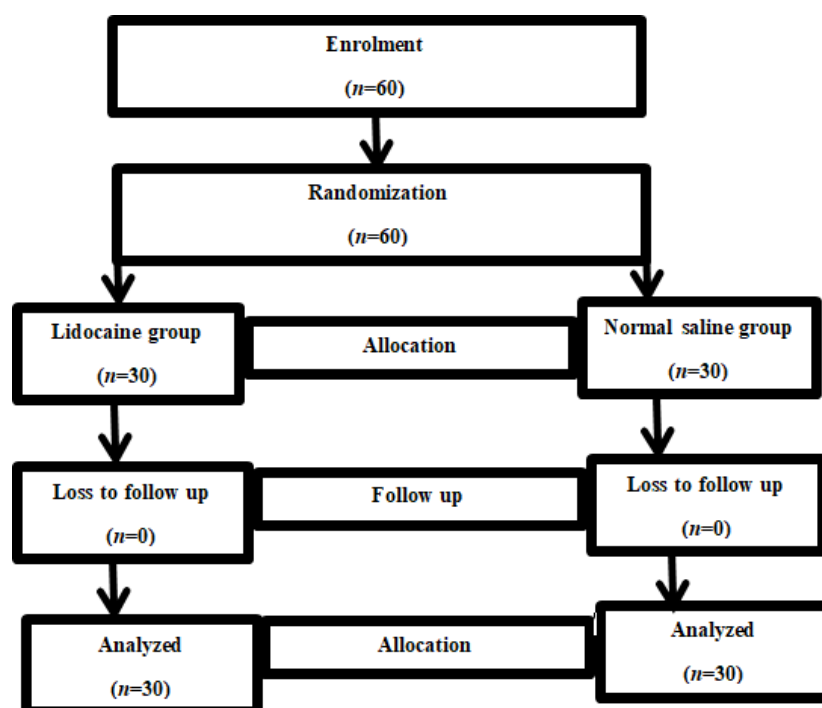 Enrolment
(n=60)
Randomization
(n=60)
Lidocaine group
(n=30)
Allocation
Normal saline group
(n=30)
Loss to follow up
(n=0)
Follow up
Loss to follow up
(n=0)
Analyzed
(n=30)
Allocation
Analyzed
(n=30)